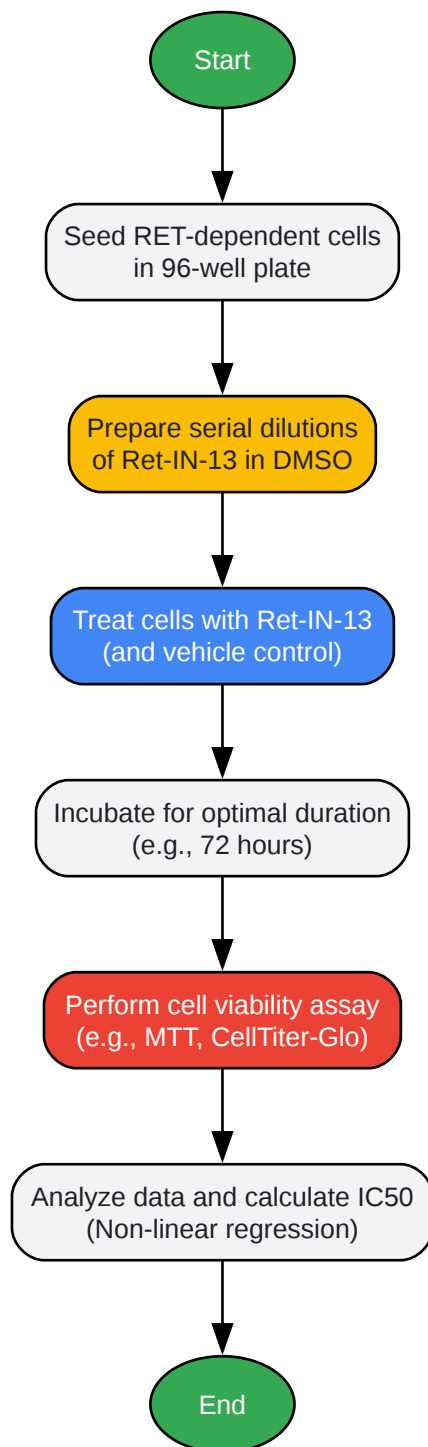 Start
Seed RET-dependent cells
in 96-well plate
Prepare serial dilutions
of Ret-IN-13 in DMSO
Treat cells with Ret-IN-13
(and vehicle control)
Incubate for optimal duration
(e.g., 72 hours)
Perform cell viability assay
(e.g., MTT, CellTiter-Glo)
Analyze data and calculate IC50
(Non-linear regression)
End